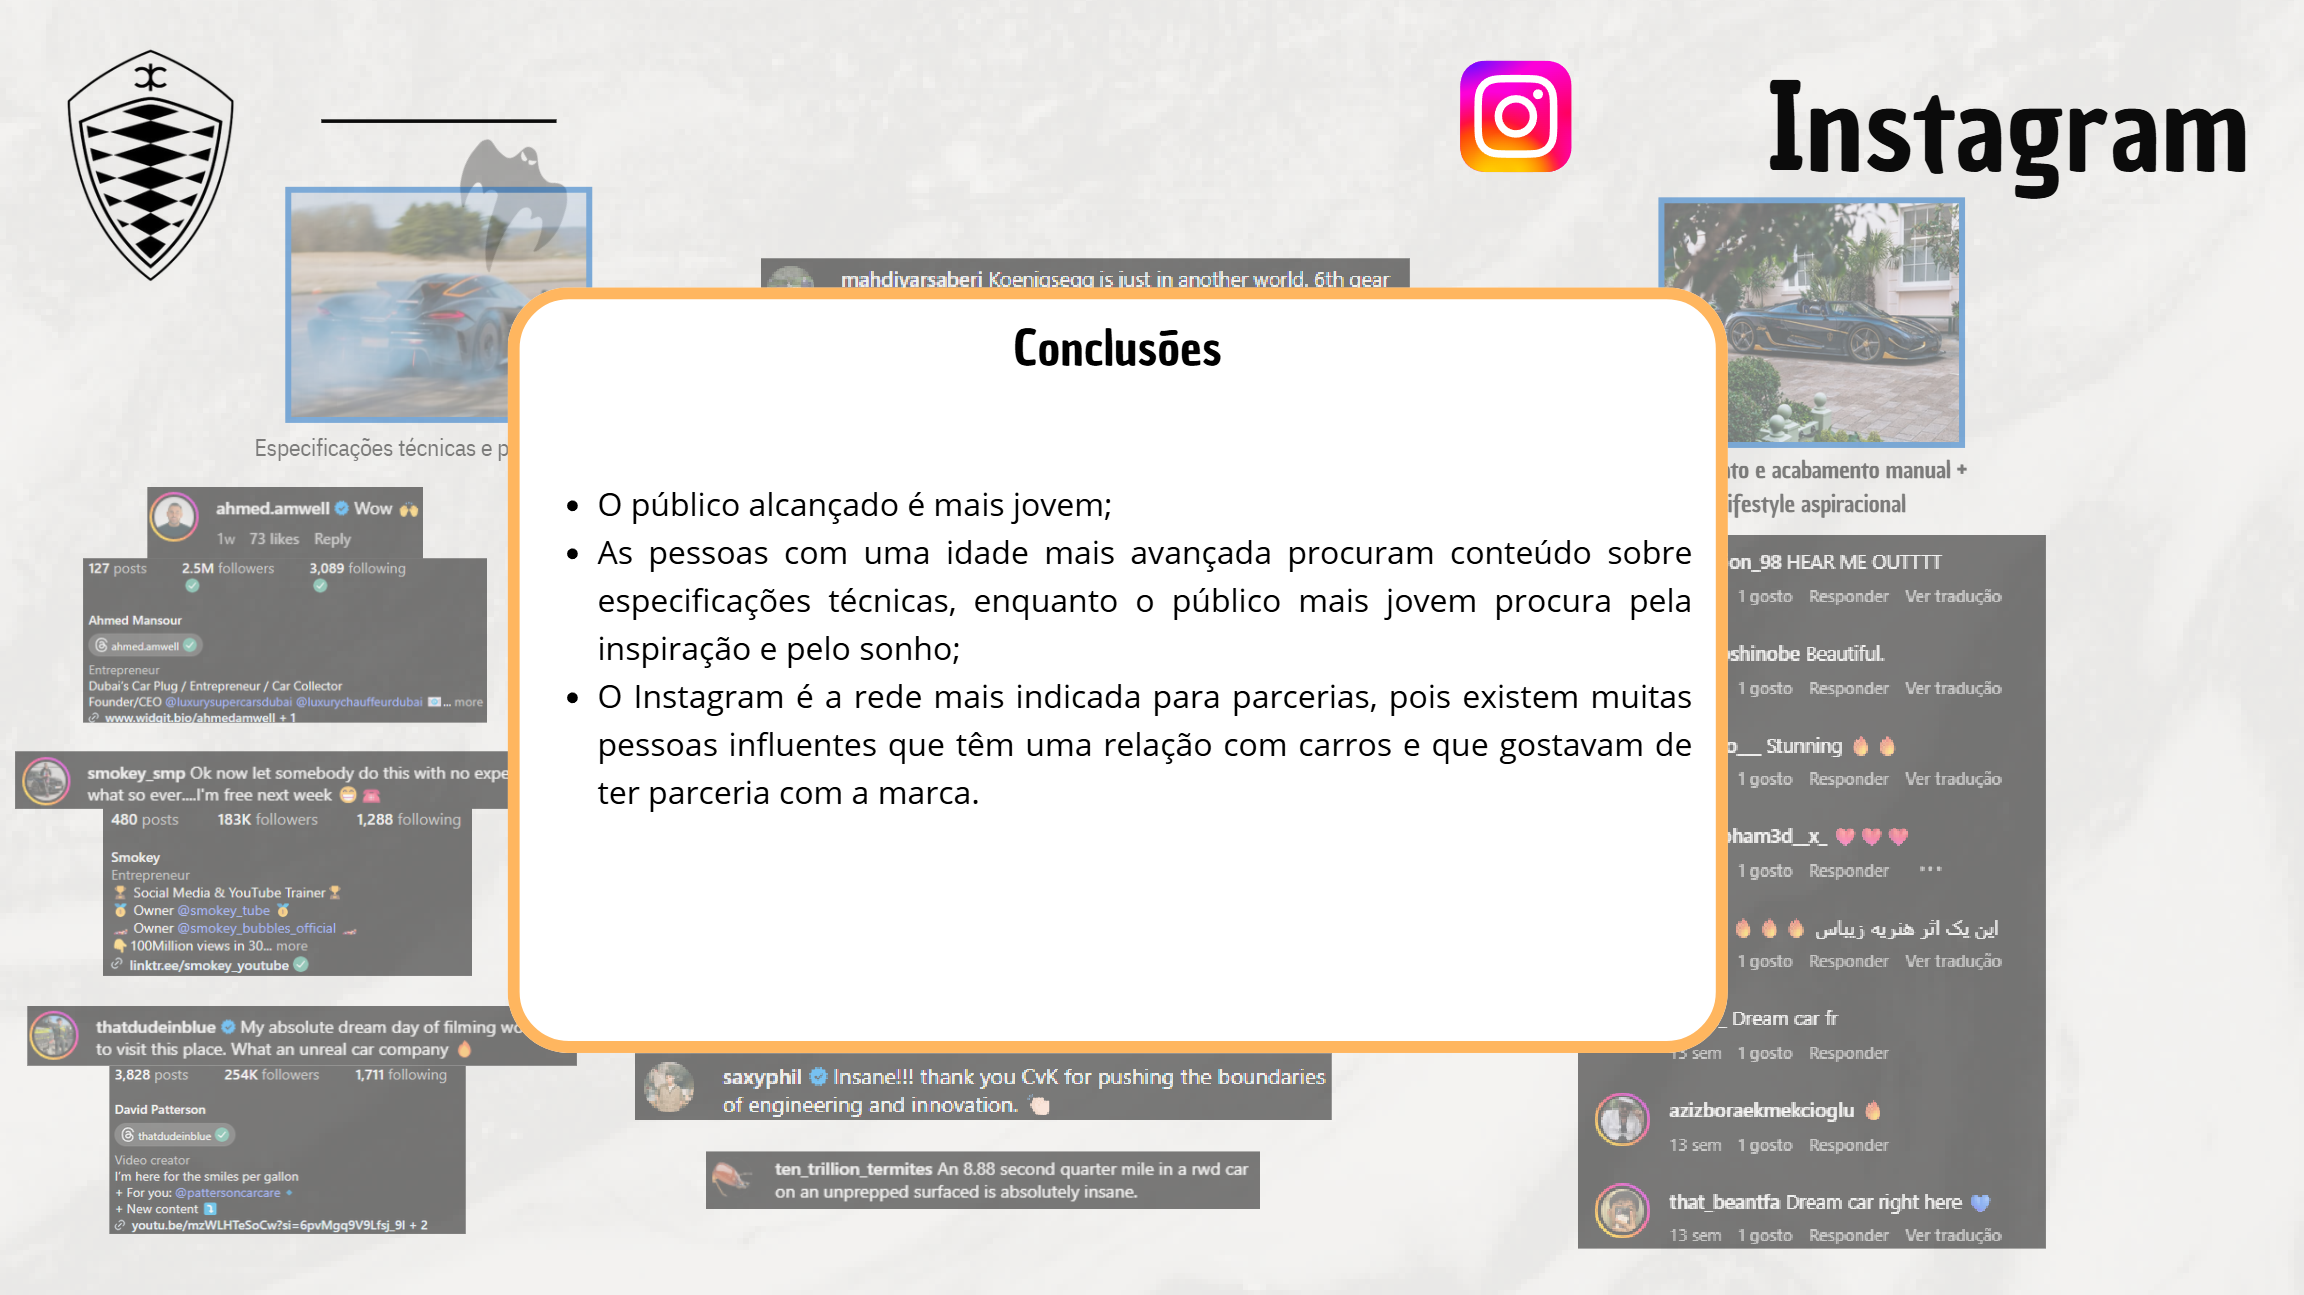 Instagram
mahdiyarsaberi Koenigsegg is just in another world. 6th gear
Especificações técnicas e p
ahmed.amwell Wow 🙌
1w 73 likes Reply
127 posts 2.5M followers 3,089 following
Ahmed Mansour
ahmed.amwell
Entrepreneur
Dubai's Car Plug / Entrepreneur / Car Collector
Founder/CEO @luxurysupercarsdubai @luxurychauffeurdubai 📧... more
www.widgit.bio/ahmedamwell + 1
smokey_smp Ok now let somebody do this with no expe
what so ever....I'm free next week 😁 ☎️
480 posts 183K followers 1,288 following
Smokey
Entrepreneur
🏆 Social Media & YouTube Trainer 🏆
🥇 Owner @smokey_tube 🥇
Owner @smokey_bubbles_official
👇 100Million views in 30... more
linktr.ee/smokey_youtube
thatdudeinblue My absolute dream day of filming wo
to visit this place. What an unreal car company 🔥
3,828 posts 254K followers 1,711 following
David Patterson
thatdudeinblue
Video creator
I'm here for the smiles per gallon
+ For you: @pattersoncarcare 🔹
+ New content ⤵️
youtu.be/mzWLHTeSoCw?si=6pvMgq9V9Lfsj_9I + 2
Conclusões
• O público alcançado é mais jovem;
• As pessoas com uma idade mais avançada procuram conteúdo sobre
especificações técnicas, enquanto o público mais jovem procura pela
inspiração e pelo sonho;
• O Instagram é a rede mais indicada para parcerias, pois existem muitas
pessoas influentes que têm uma relação com carros e que gostavam de
ter parceria com a marca.
saxyphil Insane!!! thank you CvK for pushing the boundaries
of engineering and innovation. 👏🏻
ten_trillion_termites An 8.88 second quarter mile in a rwd car
on an unprepped surfaced is absolutely insane.
to e acabamento manual +
ifestyle aspiracional
on_98 HEAR ME OUTTTT
1 gosto Responder Ver tradução
shinobe Beautiful.
1 gosto Responder Ver tradução
o__ Stunning 🔥 🔥
1 gosto Responder Ver tradução
ham3d__x_ 💗 💗 💗
1 gosto Responder ...
این یک اثر هنریه زیباس 🔥 🔥 🔥
1 gosto Responder Ver tradução
_ Dream car fr
13 sem 1 gosto Responder
azizboraekmekcioglu 🔥
13 sem 1 gosto Responder
that_beantfa Dream car right here 💙
13 sem 1 gosto Responder Ver tradução